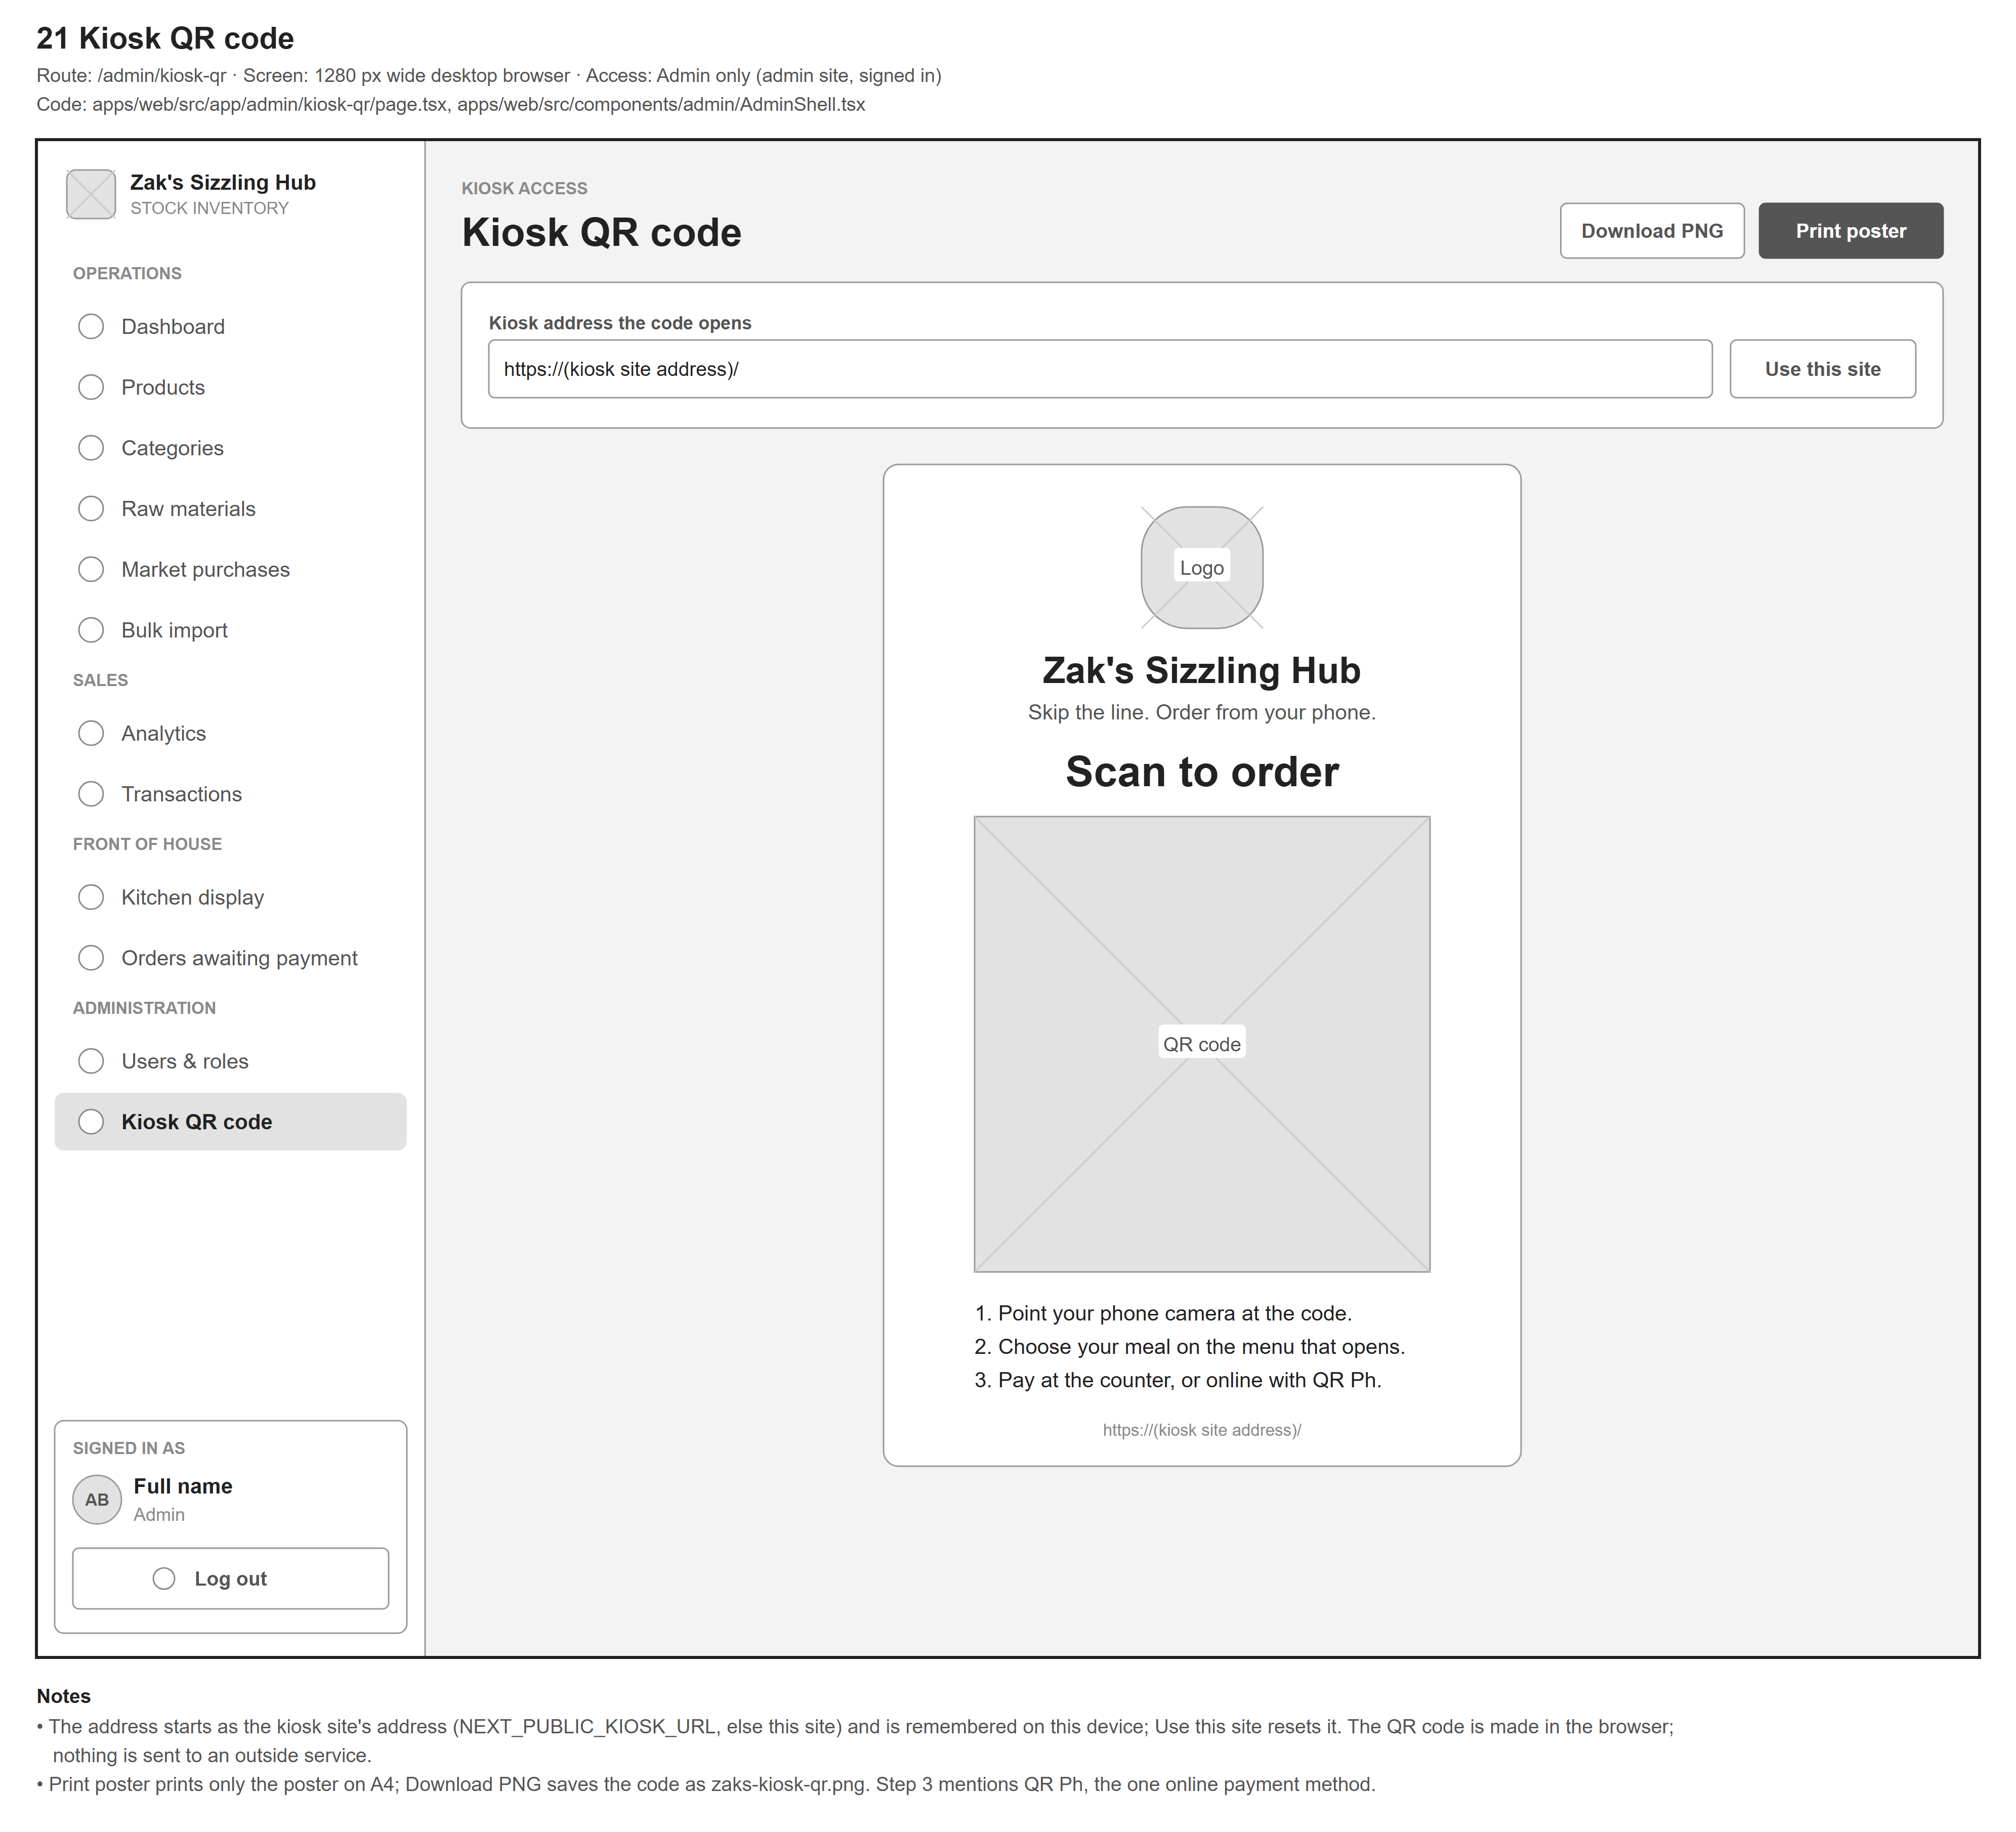 21 Kiosk QR code
Route: /admin/kiosk-qr · Screen: 1280 px wide desktop browser · Access: Admin only (admin site, signed in)
Code: apps/web/src/app/admin/kiosk-qr/page.tsx, apps/web/src/components/admin/AdminShell.tsx
Zak's Sizzling Hub
STOCK INVENTORY
OPERATIONS
Dashboard
Products
Categories
Raw materials
Market purchases
Bulk import
SALES
Analytics
Transactions
FRONT OF HOUSE
Kitchen display
Orders awaiting payment
ADMINISTRATION
Users & roles
Kiosk QR code
SIGNED IN AS
AB
Full name
Admin
Log out
KIOSK ACCESS
Kiosk QR code
Download PNG
Print poster
Kiosk address the code opens
https://(kiosk site address)/
Use this site
Logo
Zak's Sizzling Hub
Skip the line. Order from your phone.
Scan to order
QR code
1. Point your phone camera at the code.
2. Choose your meal on the menu that opens.
3. Pay at the counter, or online with QR Ph.
https://(kiosk site address)/
Notes
• The address starts as the kiosk site's address (NEXT_PUBLIC_KIOSK_URL, else this site) and is remembered on this device; Use this site resets it. The QR code is made in the browser;
nothing is sent to an outside service.
• Print poster prints only the poster on A4; Download PNG saves the code as zaks-kiosk-qr.png. Step 3 mentions QR Ph, the one online payment method.